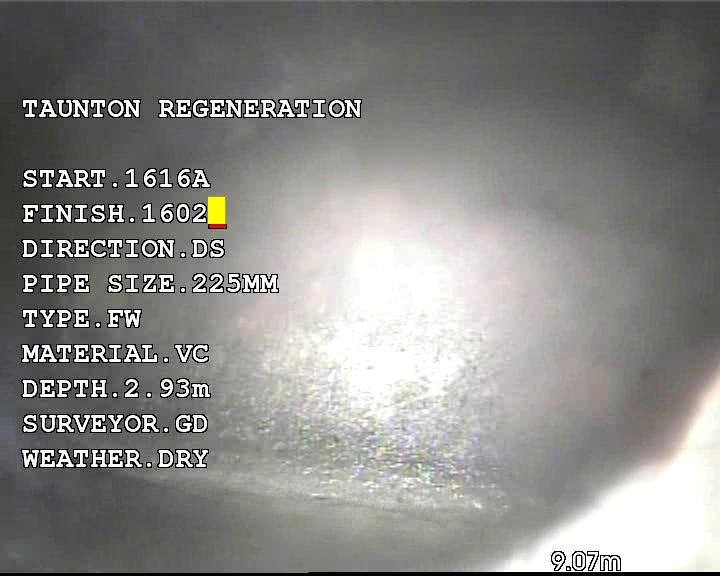 TAUNTON REGENERATION
START.1616A
FINISH.1602
DIRECTION.DS
PIPE SIZE.225MM
TYPE.FW
MATERIAL.VC
DEPTH.2.93m
SURVEYOR.GD
WEATHER.DRY
9.07m